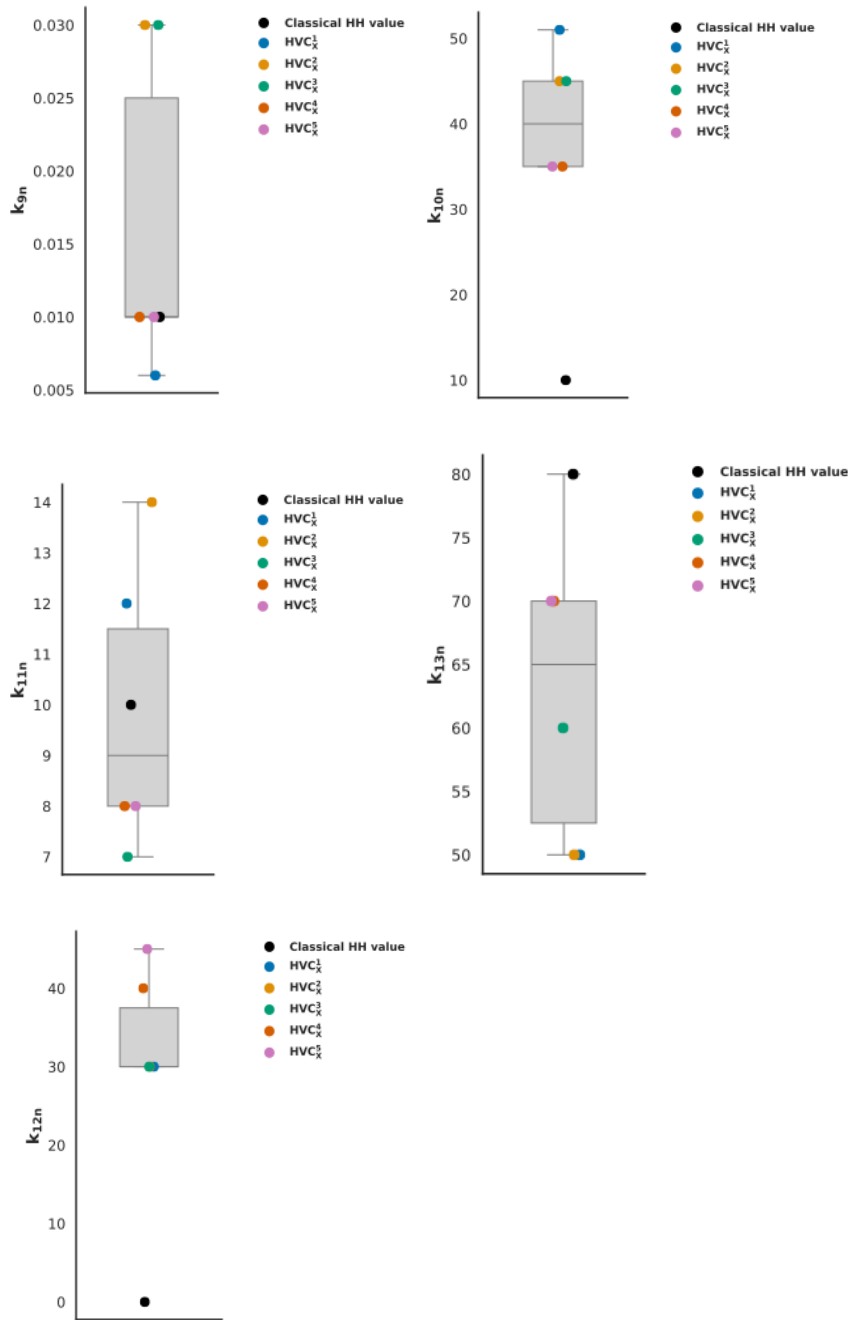 k9n
0.030
0.025
0.020
0.015
0.010
0.005
Classical HH value
HVC¹X
HVC²X
HVC³X
HVC⁴X
HVC⁵X
k10n
50
40
30
20
10
Classical HH value
HVC¹X
HVC²X
HVC³X
HVC⁴X
HVC⁵X
k11n
14
13
12
11
10
9
8
7
Classical HH value
HVC¹X
HVC²X
HVC³X
HVC⁴X
HVC⁵X
k13n
80
75
70
65
60
55
50
Classical HH value
HVC¹X
HVC²X
HVC³X
HVC⁴X
HVC⁵X
k12n
40
30
20
10
0
Classical HH value
HVC¹X
HVC²X
HVC³X
HVC⁴X
HVC⁵X